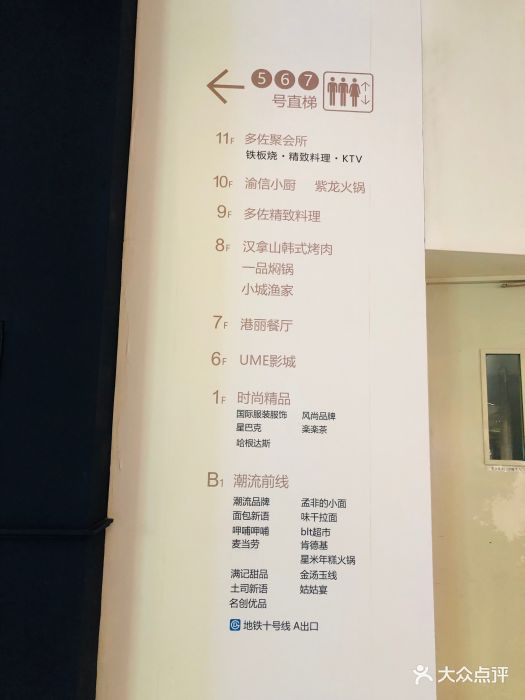 5 6 7
号直梯
11F 多佐聚会所
铁板烧·精致料理·KTV
10F 渝信小厨 紫龙火锅
9F 多佐精致料理
8F 汉拿山韩式烤肉
一品焖锅
小城渔家
7F 港丽餐厅
6F UME影城
1F 时尚精品
国际服装服饰 风尚品牌
星巴克 楽楽茶
哈根达斯
B1 潮流前线
潮流品牌 孟非的小面
面包新语 味千拉面
呷哺呷哺 blt超市
麦当劳 肯德基
星米年糕火锅
满记甜品 金汤玉线
土司新语 姑姑宴
名创优品
地铁十号线 A出口
大众点评